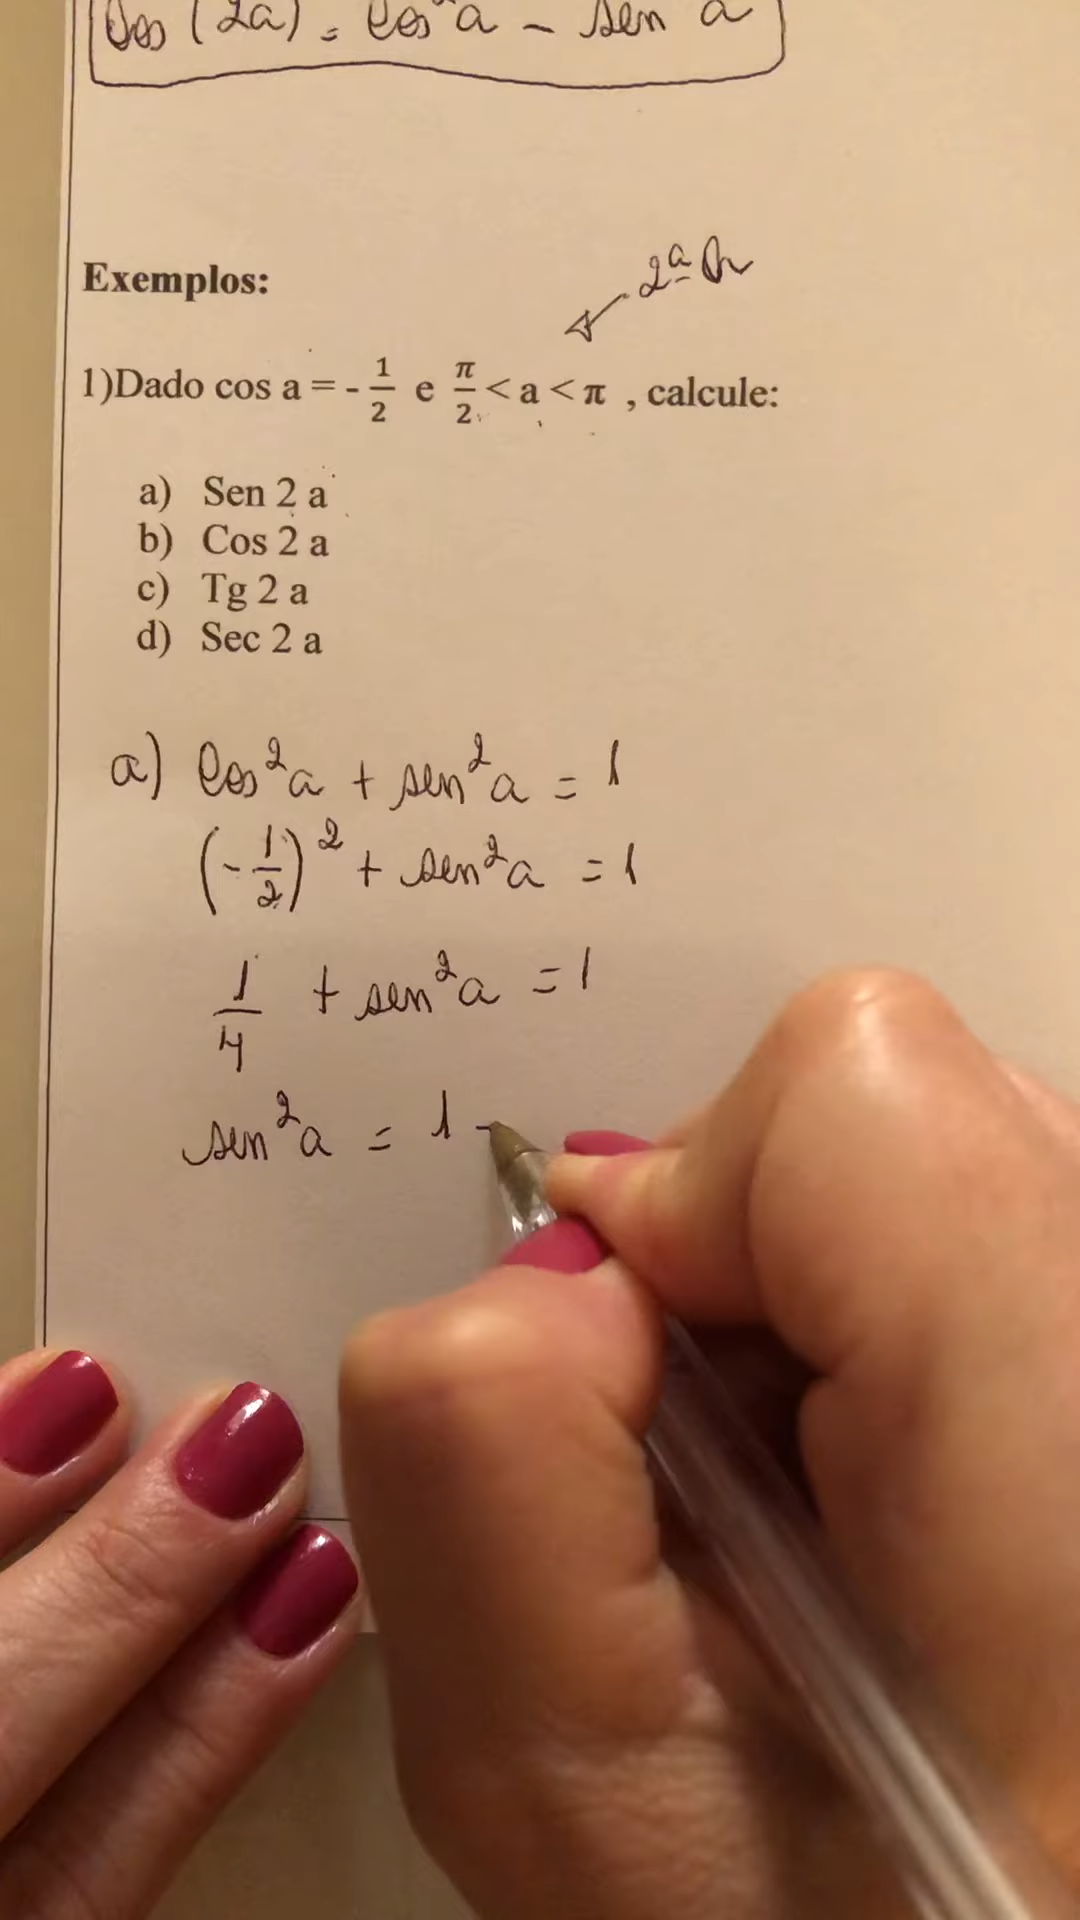 Cos (2a) = Cos²a - sen²a
Exemplos:
2ª Q
1)Dado cos a = - 1/2 e π/2 < a < π , calcule:
a) Sen 2 a
b) Cos 2 a
c) Tg 2 a
d) Sec 2 a
a) Cos²a + sen²a = 1
(-1/2)² + sen²a = 1
1/4 + sen²a = 1
sen²a = 1 -